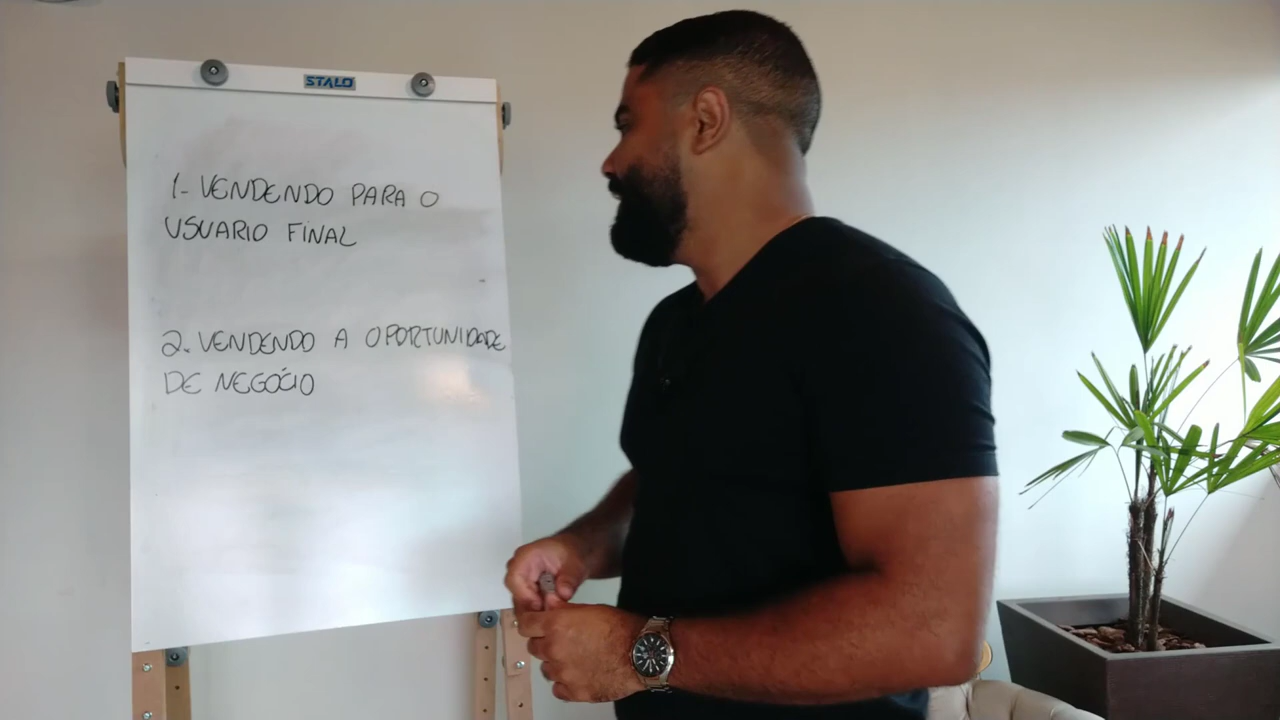 STALO
1- VENDENDO PARA O
USUARIO FINAL
2. VENDENDO A OPORTUNIDADE
DE NEGÓCIO